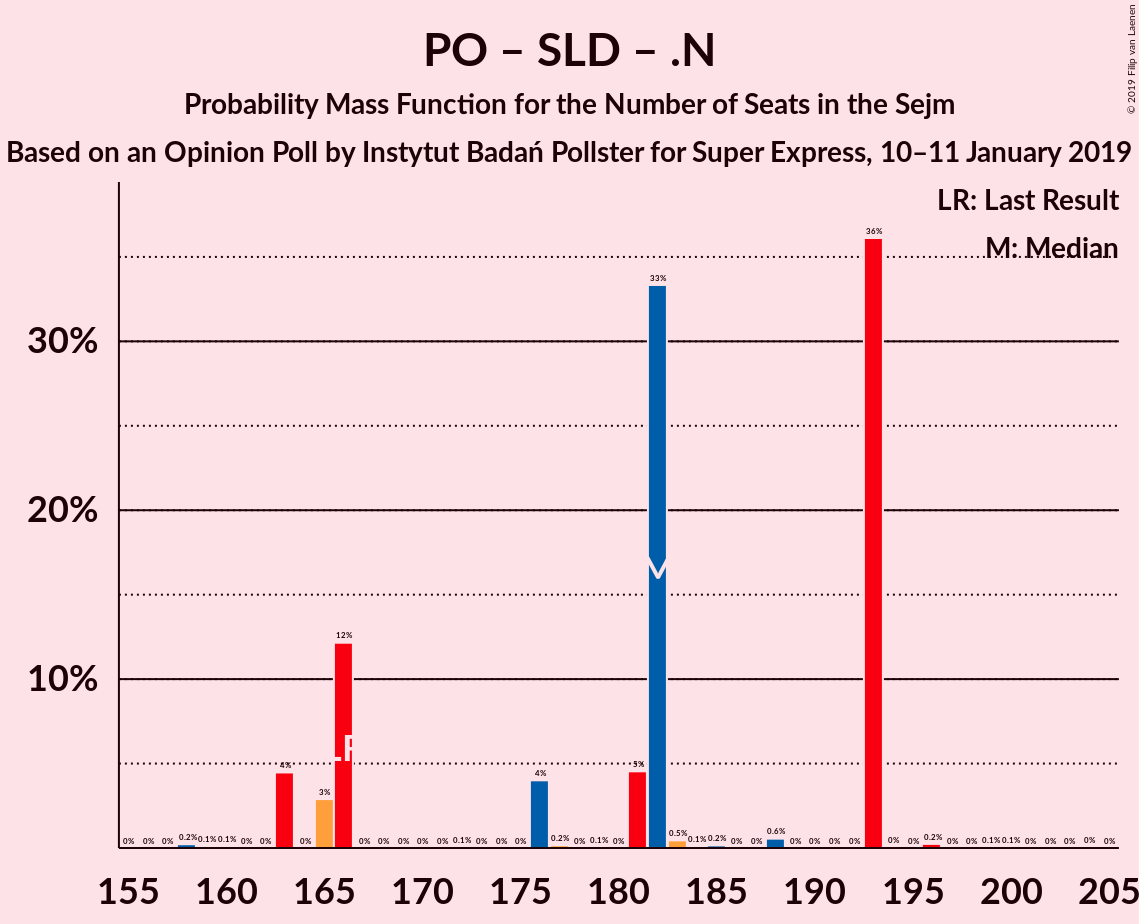 PO – SLD – .N
Probability Mass Function for the Number of Seats in the Sejm
Based on an Opinion Poll by Instytut Badań Pollster for Super Express, 10–11 January 2019
© 2019 Filip van Laenen
LR: Last Result
M: Median
30%
20%
10%
0% 0% 0% 0.2% 0.1% 0.1% 0% 0% 4% 0% 3% 12% 0% 0% 0% 0% 0.1% 0% 0% 0% 4% 0.2% 0% 0.1% 0% 5% 33% 0.5% 0.1% 0.2% 0% 0% 0.6% 0% 0% 0% 0% 36% 0% 0% 0.2% 0% 0% 0.1% 0.1% 0% 0% 0% 0% 0%
LR
M
155 160 165 170 175 180 185 190 195 200 205